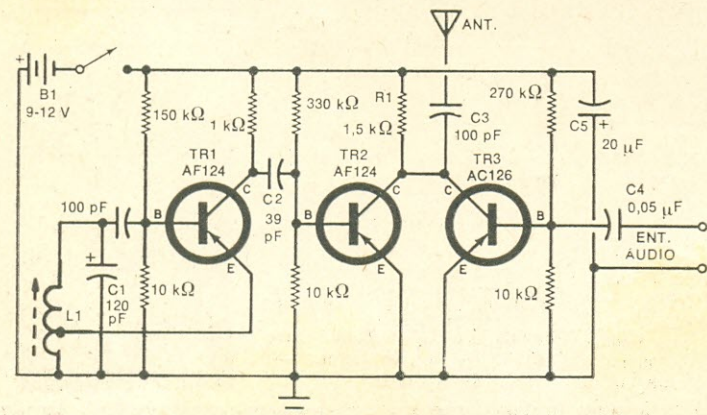 ANT.
+
B1
9-12 V
150 kΩ
1 kΩ
330 kΩ
R1
1,5 kΩ
C3
100 pF
270 kΩ
C5
+
20 µF
TR1
AF124
TR2
AF124
TR3
AC126
C
C2
39
pF
C
C
C4
0,05 µF
100 pF
B
B
B
ENT.
ÁUDIO
+
C1
120
pF
E
E
E
10 kΩ
10 kΩ
10 kΩ
L1